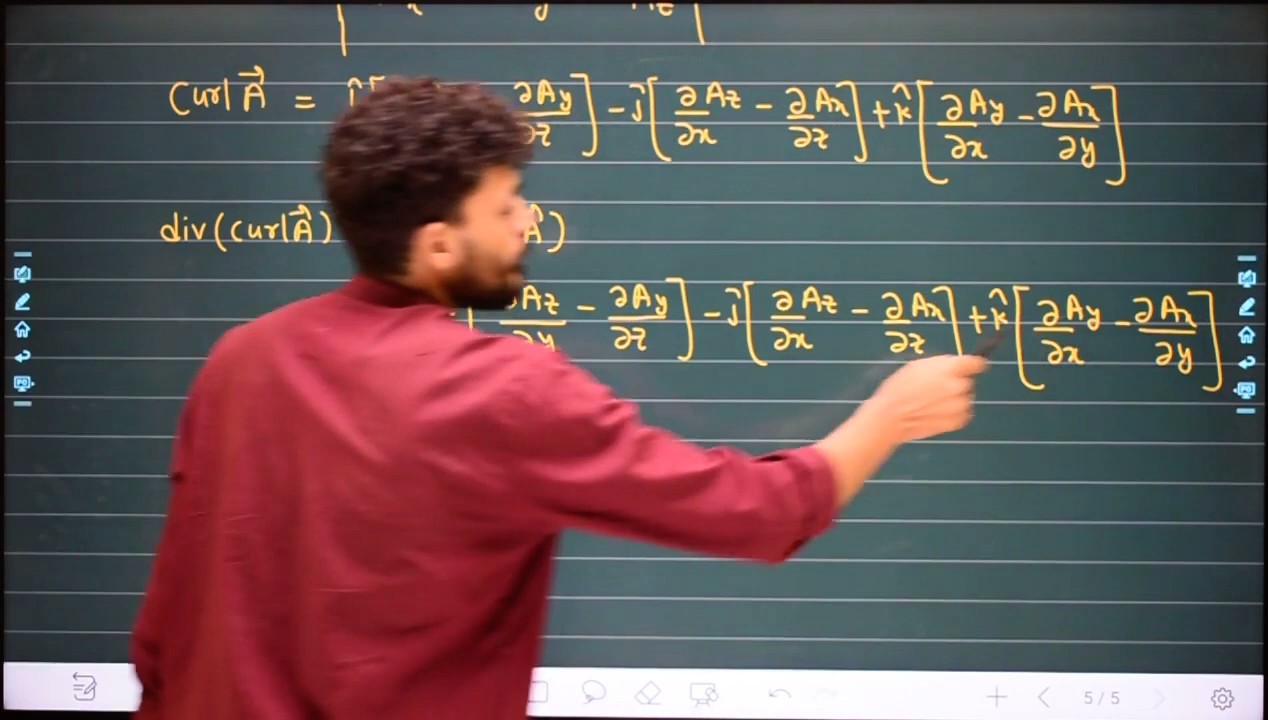 Curl A⃗ = î[ ∂Ay/∂z ] - ĵ[ ∂Az/∂x - ∂Ax/∂z ] + k̂[ ∂Ay/∂x - ∂Ax/∂y ]
div(curl A⃗) A⃗)
∂Az/∂y - ∂Ay/∂z ] - ĵ[ ∂Az/∂x - ∂Ax/∂z ] + k̂[ ∂Ay/∂x - ∂Ax/∂y ]
5/5